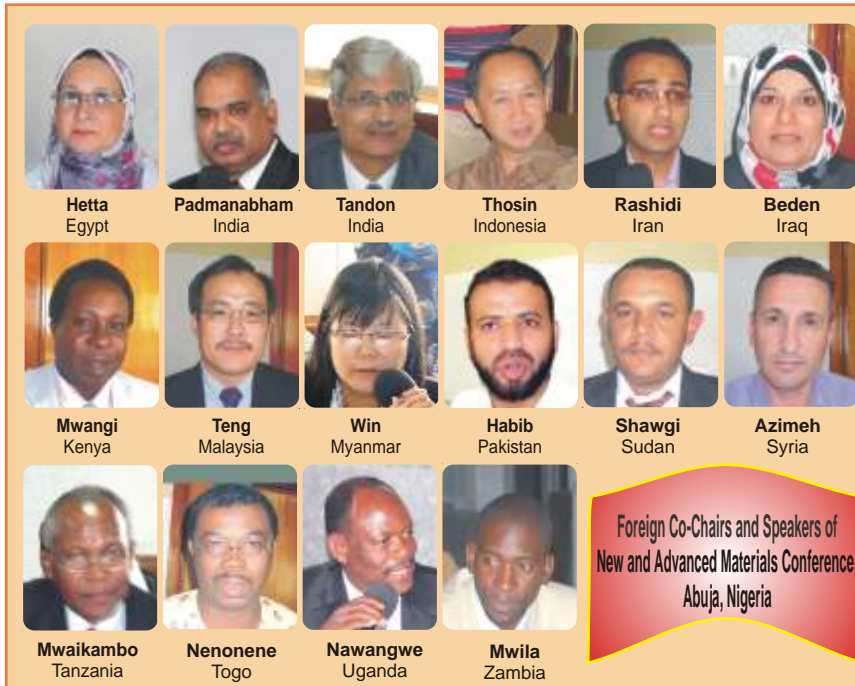 Hetta
Egypt
Padmanabham
India
Tandon
India
Thosin
Indonesia
Rashidi
Iran
Beden
Iraq
Mwangi
Kenya
Teng
Malaysia
Win
Myanmar
Habib
Pakistan
Shawgi
Sudan
Azimeh
Syria
Mwaikambo
Tanzania
Nenonene
Togo
Nawangwe
Uganda
Mwila
Zambia
Foreign Co-Chairs and Speakers of
New and Advanced Materials Conference
Abuja, Nigeria